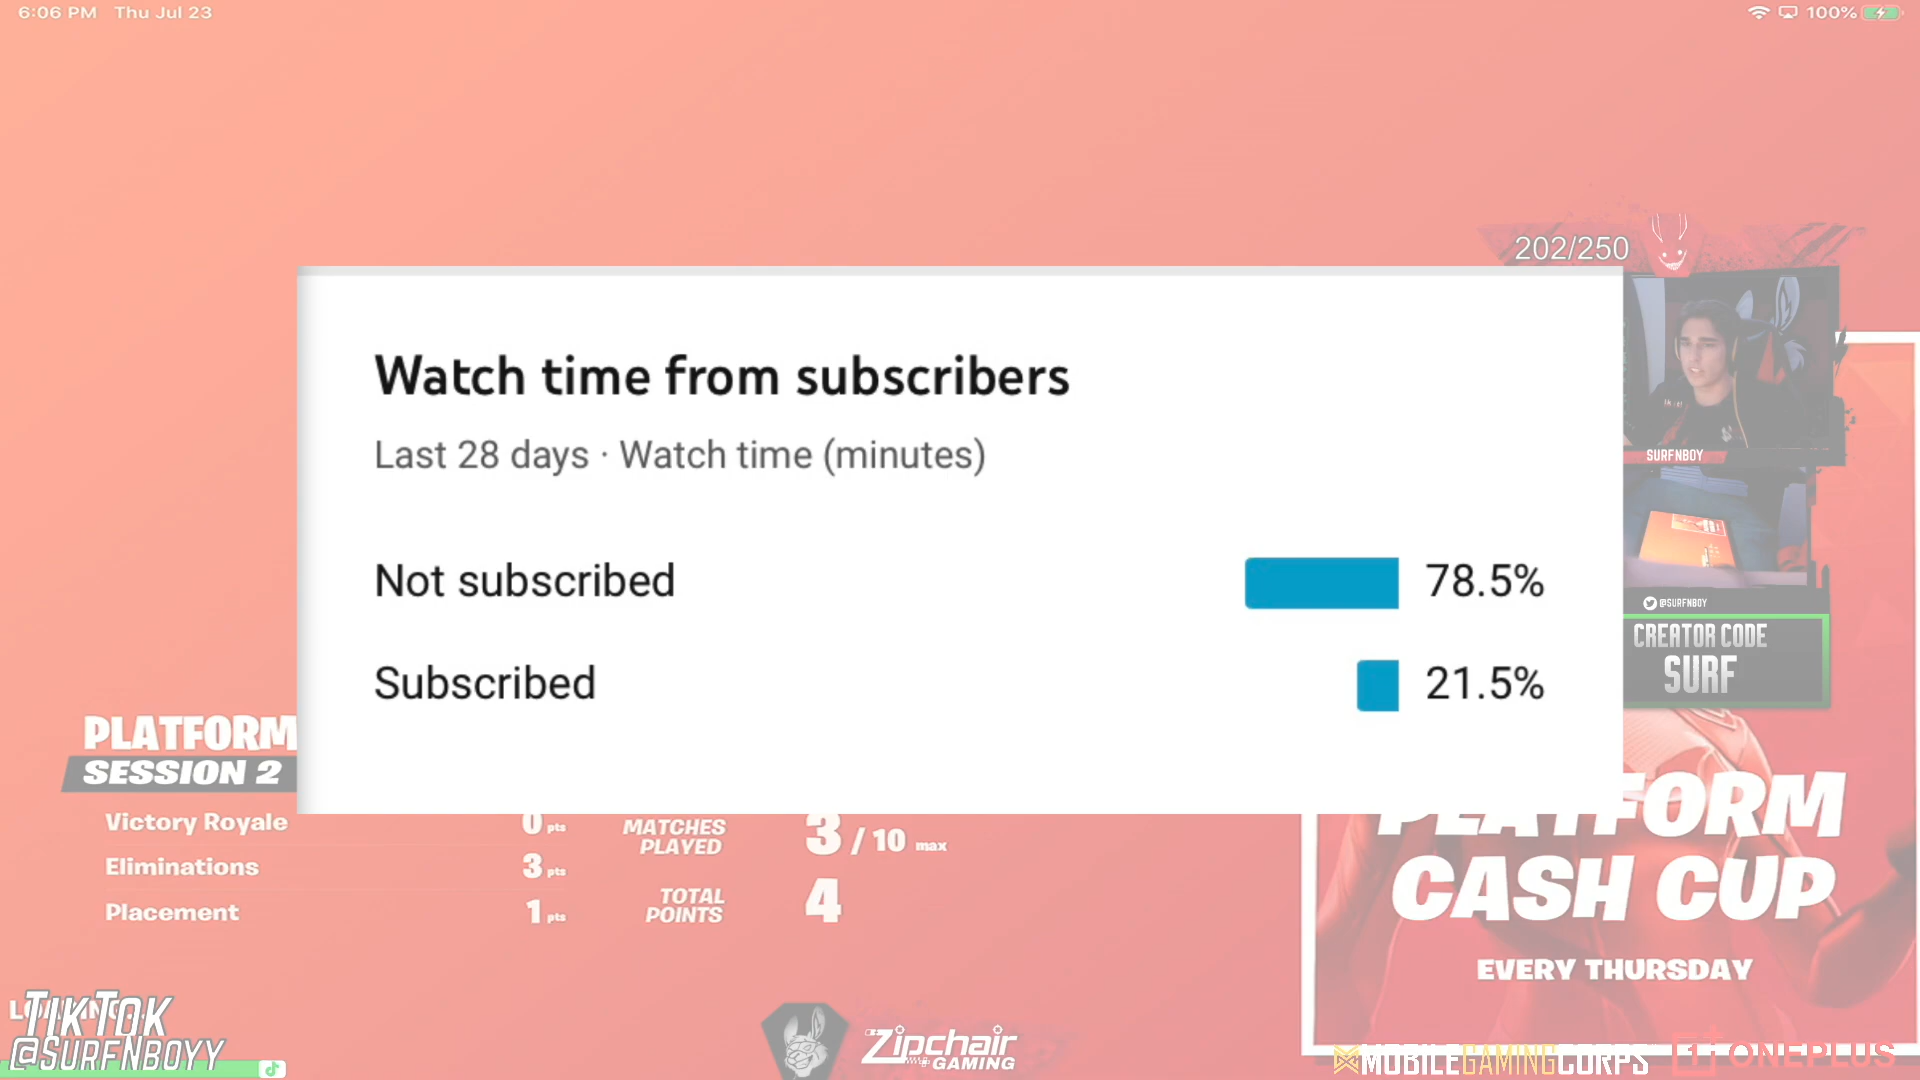 6:06 PM Thu Jul 23
100%
202/250
Watch time from subscribers
Last 28 days · Watch time (minutes)
Not subscribed 78.5%
Subscribed 21.5%
SURFNBOY
@SURFNBOY
CREATOR CODE
SURF
PLATFORM
SESSION 2
Victory Royale 0 pts
Eliminations 3 pts
Placement 1 pts
MATCHES PLAYED 3 / 10 max
TOTAL POINTS 4
PLATFORM
CASH CUP
EVERY THURSDAY
TIKTOK
@SURFNBOYY
Zipchair
GAMING
MOBILEGAMINGCORPS
ONEPLUS